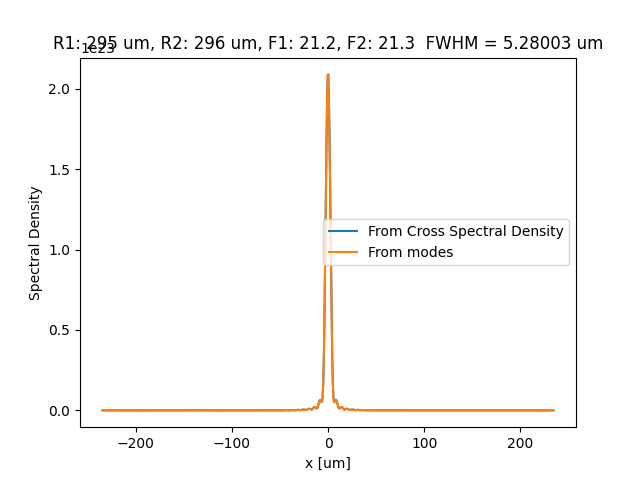 R1: 295 um, R2: 296 um, F1: 21.2, F2: 21.3  FWHM = 5.28003 um
1e23
2.0
1.5
1.0
0.5
0.0
Spectral Density
From Cross Spectral Density
From modes
−200
−100
0
100
200
x [um]